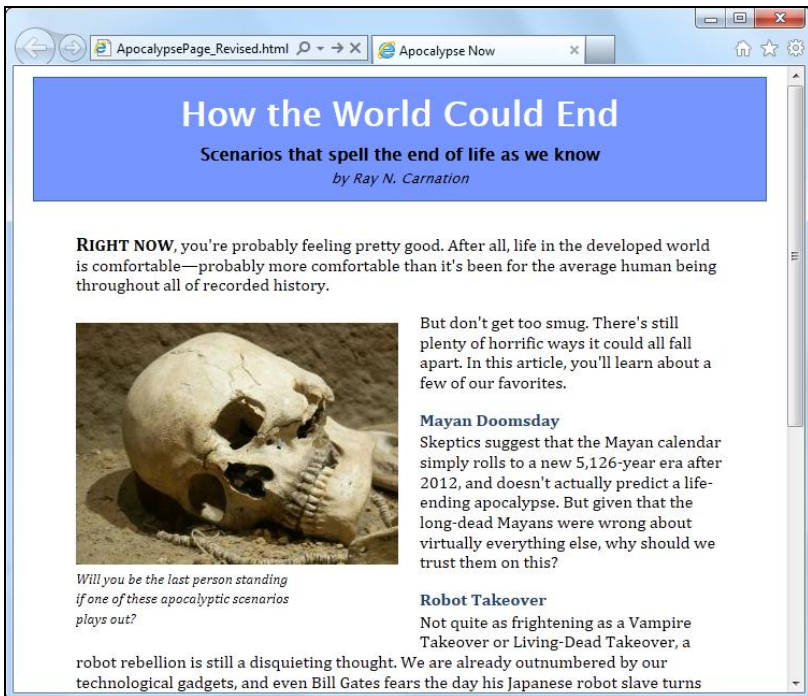 ApocalypsePage_Revised.html
Apocalypse Now
How the World Could End
Scenarios that spell the end of life as we know
by Ray N. Carnation
RIGHT NOW, you're probably feeling pretty good. After all, life in the developed world
is comfortable—probably more comfortable than it's been for the average human being
throughout all of recorded history.
But don't get too smug. There's still
plenty of horrific ways it could all fall
apart. In this article, you'll learn about a
few of our favorites.
Mayan Doomsday
Skeptics suggest that the Mayan calendar
simply rolls to a new 5,126-year era after
2012, and doesn't actually predict a life-
ending apocalypse. But given that the
long-dead Mayans were wrong about
virtually everything else, why should we
trust them on this?
Will you be the last person standing
if one of these apocalyptic scenarios
plays out?
Robot Takeover
Not quite as frightening as a Vampire
Takeover or Living-Dead Takeover, a
robot rebellion is still a disquieting thought. We are already outnumbered by our
technological gadgets, and even Bill Gates fears the day his Japanese robot slave turns